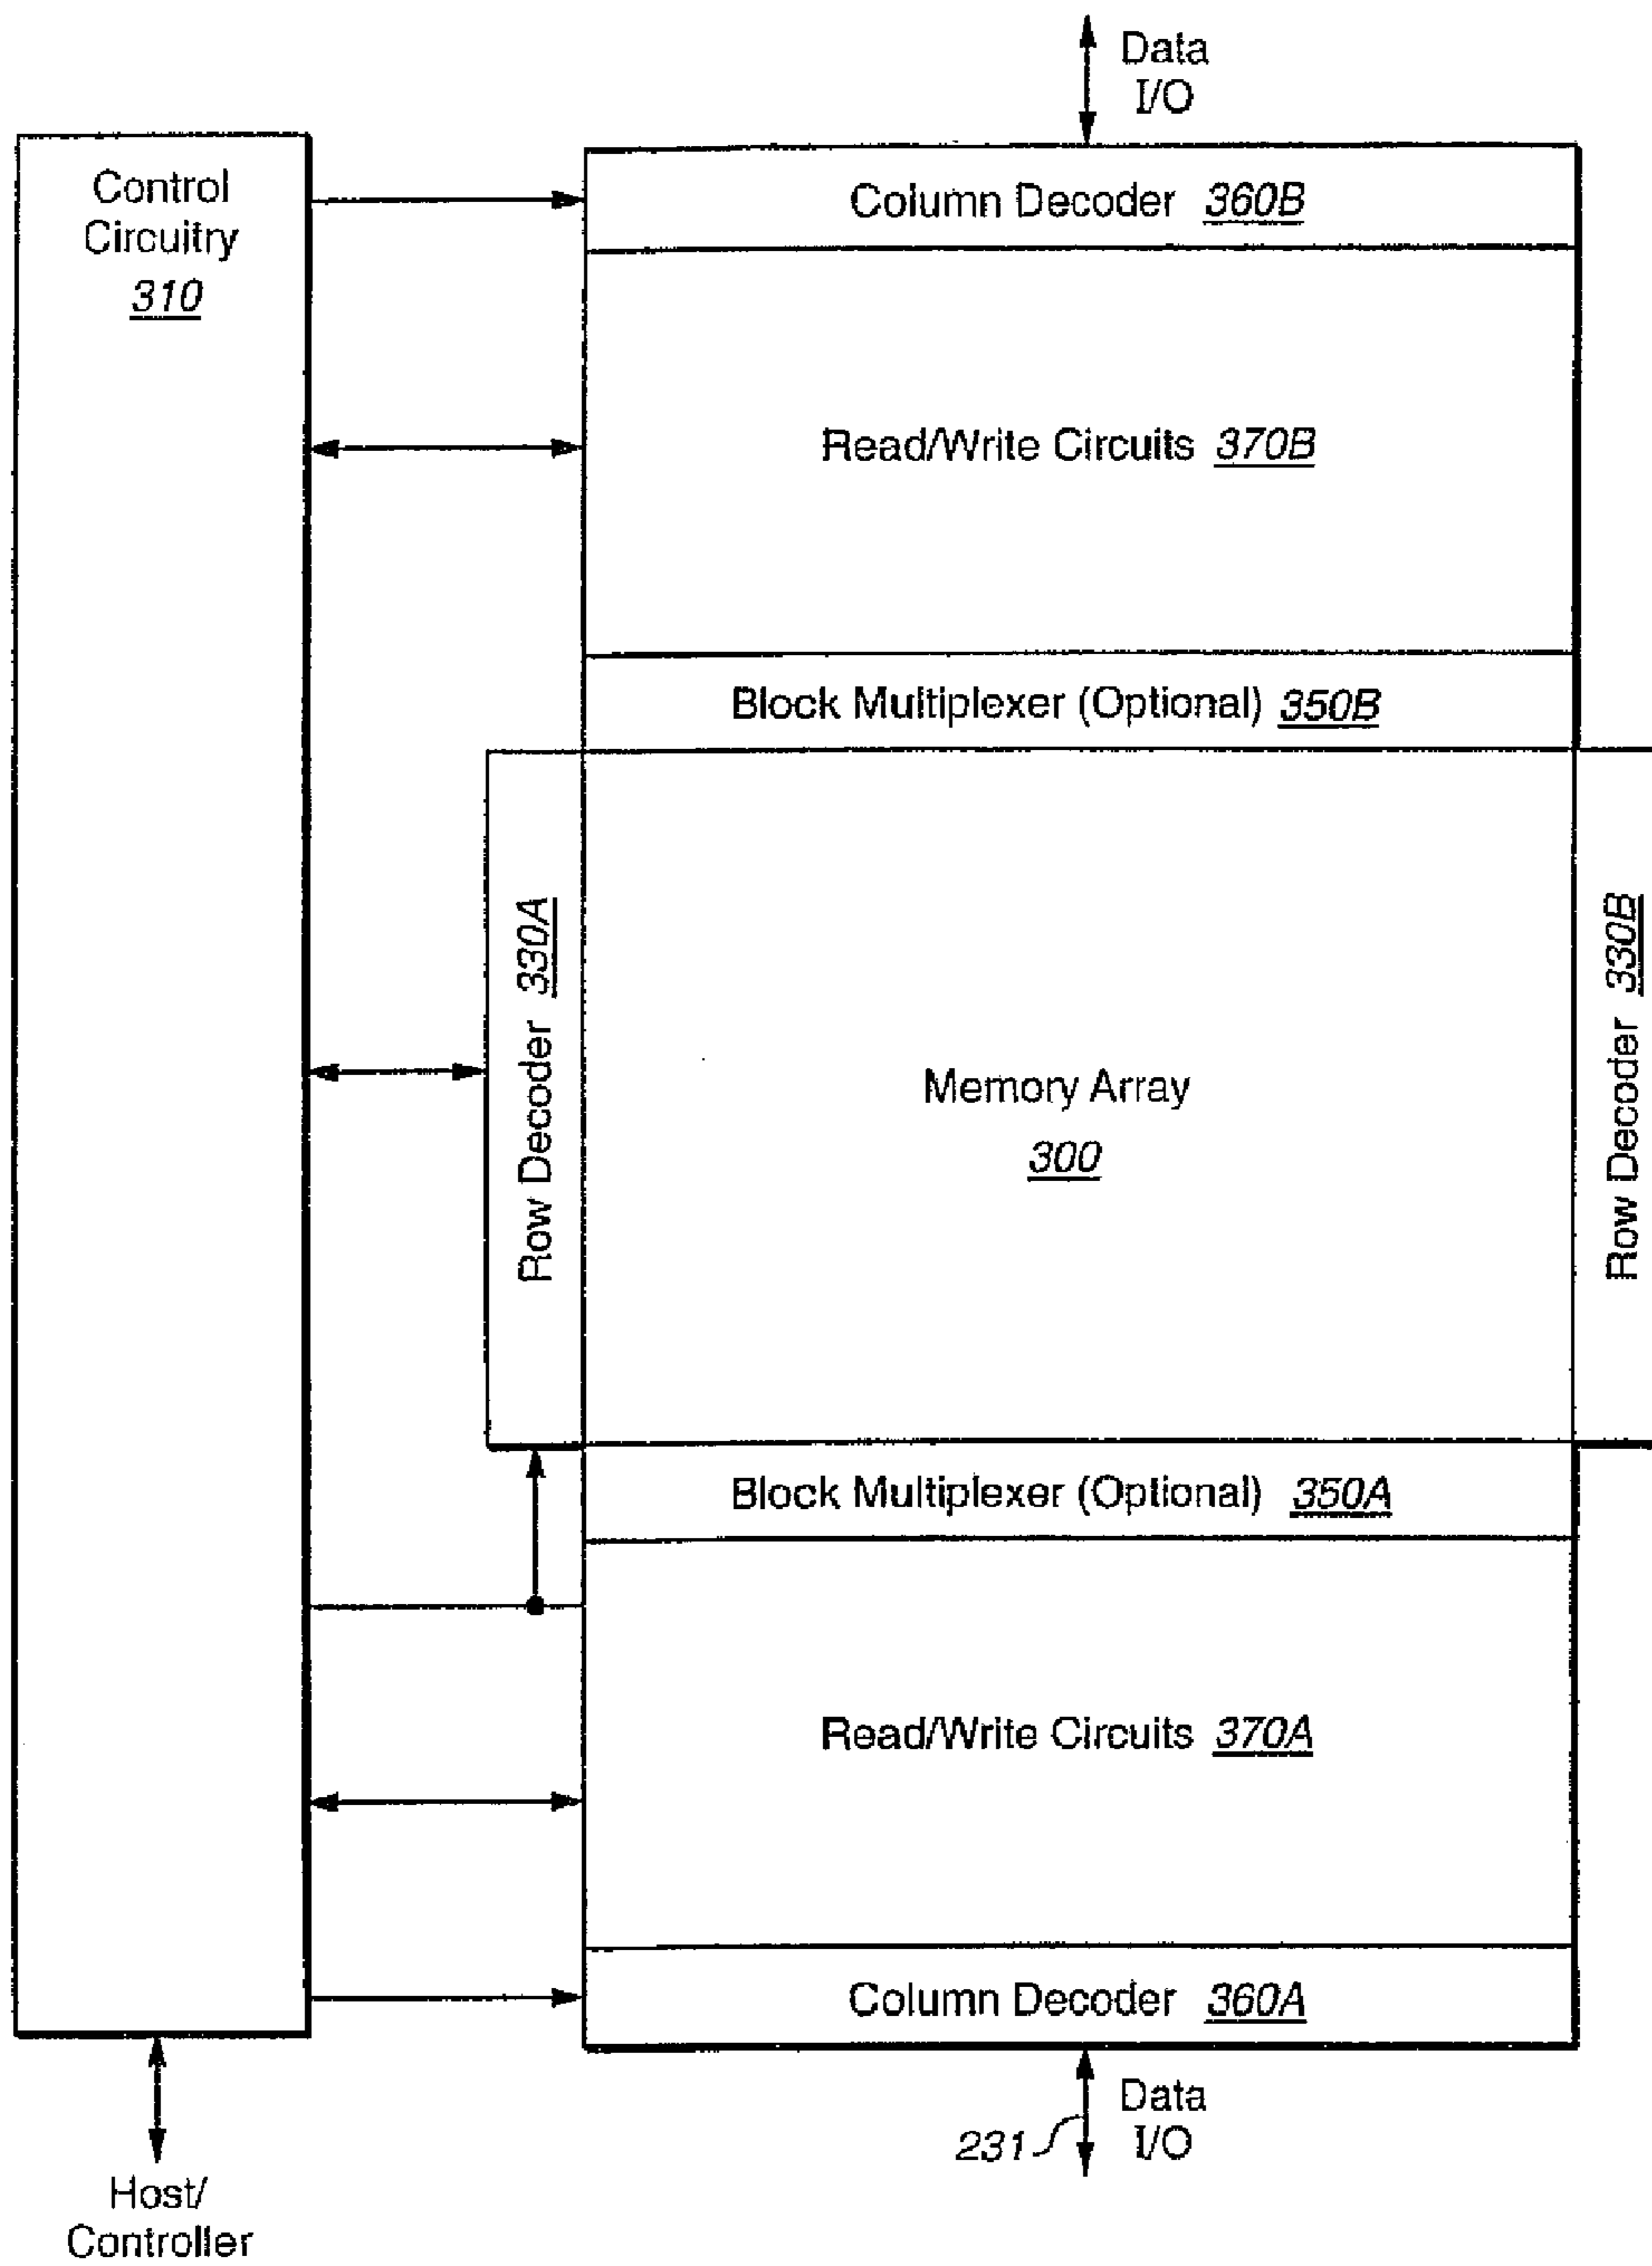 Data
I/O
Control
Circuitry
310
Column Decoder 360B
Read/Write Circuits 370B
Block Multiplexer (Optional) 350B
Row Decoder 330A
Memory Array
300
Row Decoder 330B
Block Multiplexer (Optional) 350A
Read/Write Circuits 370A
Column Decoder 360A
231
Data
I/O
Host/
Controller